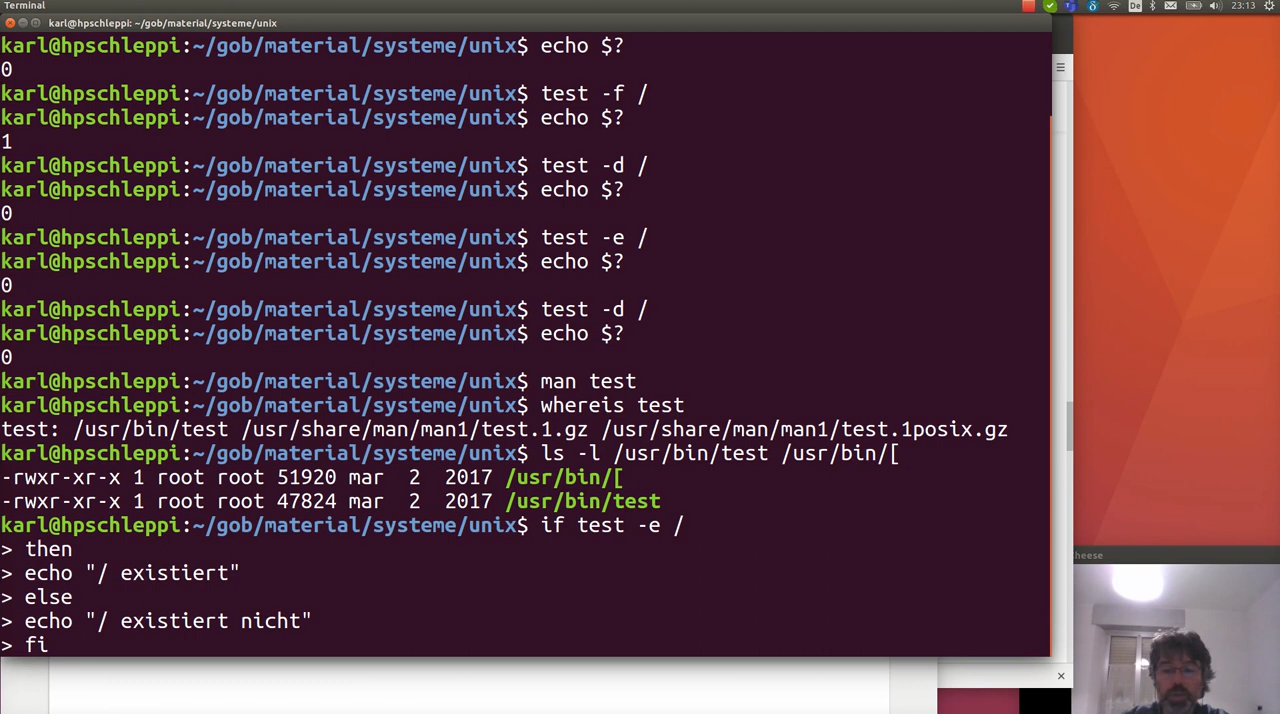 Terminal
De
23:13
karl@hpschleppi: ~/gob/material/systeme/unix
karl@hpschleppi:~/gob/material/systeme/unix$ echo $?
0
karl@hpschleppi:~/gob/material/systeme/unix$ test -f /
karl@hpschleppi:~/gob/material/systeme/unix$ echo $?
1
karl@hpschleppi:~/gob/material/systeme/unix$ test -d /
karl@hpschleppi:~/gob/material/systeme/unix$ echo $?
0
karl@hpschleppi:~/gob/material/systeme/unix$ test -e /
karl@hpschleppi:~/gob/material/systeme/unix$ echo $?
0
karl@hpschleppi:~/gob/material/systeme/unix$ test -d /
karl@hpschleppi:~/gob/material/systeme/unix$ echo $?
0
karl@hpschleppi:~/gob/material/systeme/unix$ man test
karl@hpschleppi:~/gob/material/systeme/unix$ whereis test
test: /usr/bin/test /usr/share/man/man1/test.1.gz /usr/share/man/man1/test.1posix.gz
karl@hpschleppi:~/gob/material/systeme/unix$ ls -l /usr/bin/test /usr/bin/[
-rwxr-xr-x 1 root root 51920 mar  2  2017 /usr/bin/[
-rwxr-xr-x 1 root root 47824 mar  2  2017 /usr/bin/test
karl@hpschleppi:~/gob/material/systeme/unix$ if test -e /
> then
> echo "/ existiert"
> else
> echo "/ existiert nicht"
> fi
heese